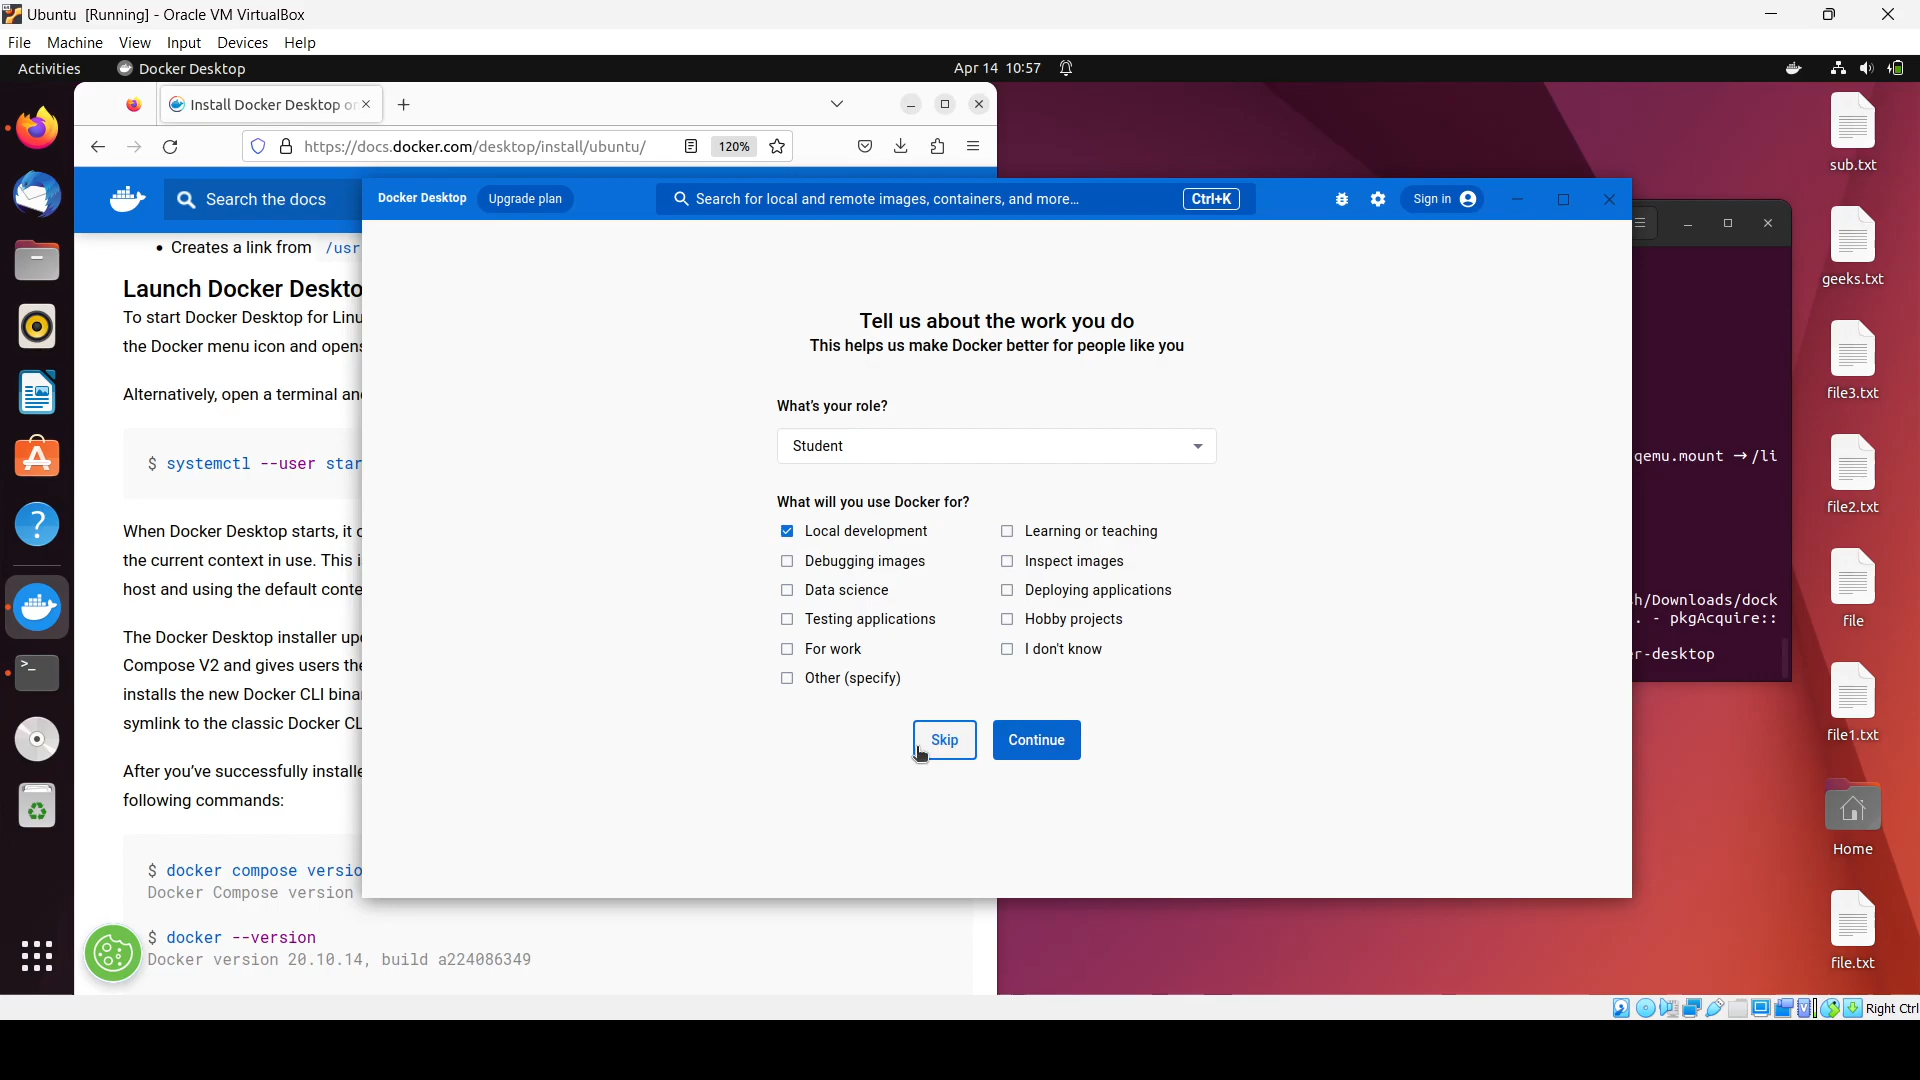 Ubuntu [Running] - Oracle VM VirtualBox
File Machine View Input Devices Help
Activities Docker Desktop Apr 14 10:57
Install Docker Desktop or
https://docs.docker.com/desktop/install/ubuntu/ 120%
Search the docs
Docker Desktop Upgrade plan Search for local and remote images, containers, and more... Ctrl+K Sign in
Creates a link from /usr
Launch Docker Deskto
To start Docker Desktop for Linu
the Docker menu icon and opens
Alternatively, open a terminal an
$ systemctl --user star
When Docker Desktop starts, it c
the current context in use. This i
host and using the default conte
The Docker Desktop installer up
Compose V2 and gives users the
installs the new Docker CLI bina
symlink to the classic Docker CL
After you've successfully installe
following commands:
$ docker compose versio
Docker Compose version
$ docker --version
Docker version 20.10.14, build a224086349
Tell us about the work you do
This helps us make Docker better for people like you
What's your role?
Student
What will you use Docker for?
Local development Learning or teaching
Debugging images Inspect images
Data science Deploying applications
Testing applications Hobby projects
For work I don't know
Other (specify)
Skip Continue
qemu.mount → /li
h/Downloads/dock
. - pkgAcquire::
r-desktop
sub.txt
geeks.txt
file3.txt
file2.txt
file
file1.txt
Home
file.txt
Right Ctrl